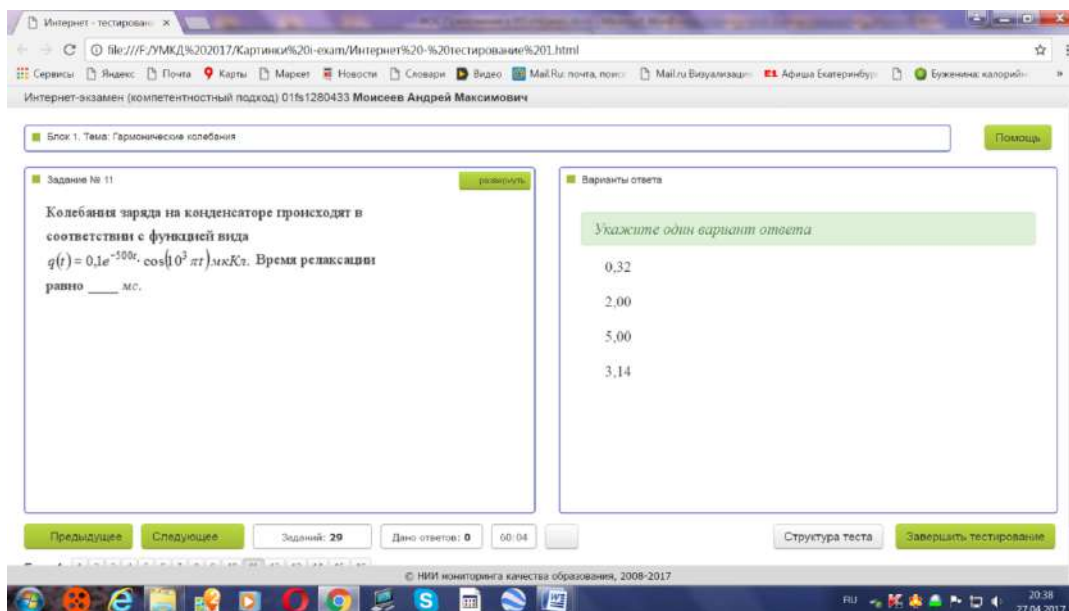 Интернет - тестирован
file:///F:/УМКД%202017/Картинки%20i-exam/Интернет%20-%20тестирование%201.html
Сервисы Яндекс Почта Карты Маркет Новости Словари Видео Mail.Ru: почта, поис Mail.ru Визуализаци Афиша Екатеринбур Буженина: калорий »
Интернет-экзамен (компетентностный подход) 01fs1280433 Моисеев Андрей Максимович
Блок 1. Тема: Гармонические колебания
Помощь
Задание № 11
развернуть
Колебания заряда на конденсаторе происходят в
соответствии с функцией вида
q(t) = 0,1e^{-500t} · cos(10³ πt) мкКл. Время релаксации
равно ____ мс.
Варианты ответа
Укажите один вариант ответа
0,32
2,00
5,00
3,14
Предыдущее Следующее Заданий: 29 Дано ответов: 0 60:04 Структура теста Завершить тестирование
© НИИ мониторинга качества образования, 2008-2017
RU 20:38
27.04.2017